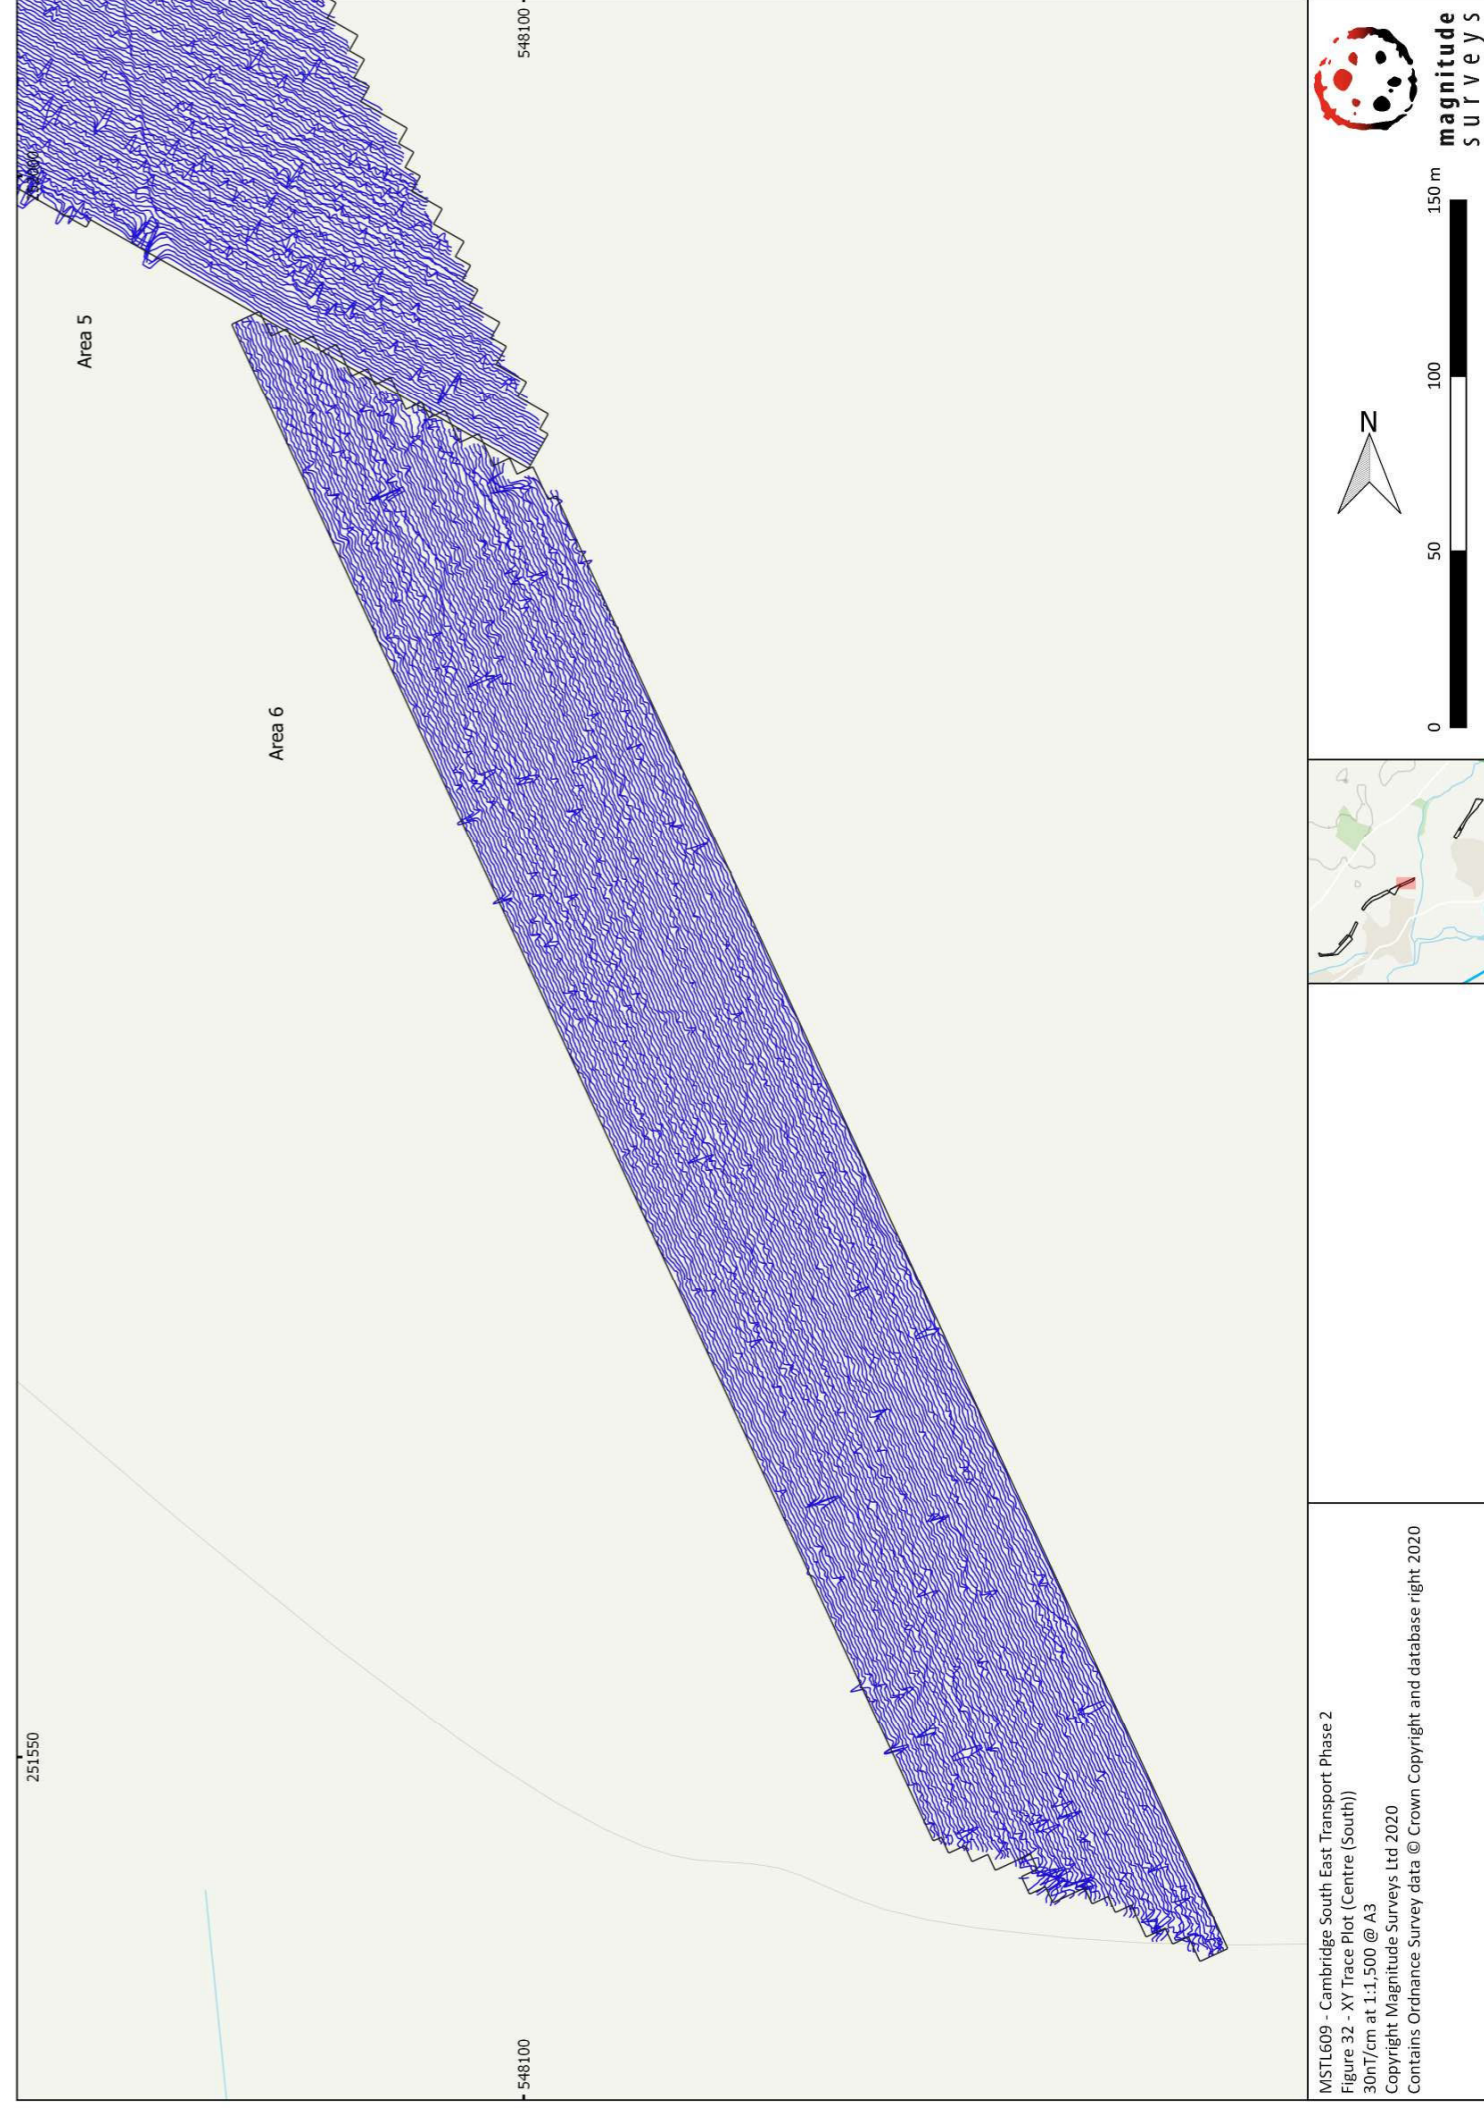 548100
252000
Area 5
Area 6
251550
548100
magnitude
surveys
N
0
50
100
150 m
MSTL609 - Cambridge South East Transport Phase 2
Figure 32 - XY Trace Plot (Centre (South))
30nT/cm at 1:1,500 @ A3
Copyright Magnitude Surveys Ltd 2020
Contains Ordnance Survey data © Crown Copyright and database right 2020